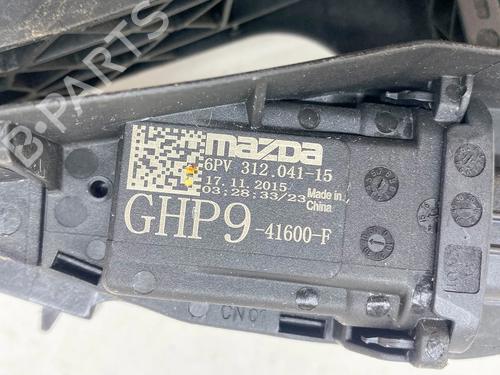 mazda
6PV 312.041-15
17.11.2015
03:28:33/23
Made in
China
GHP9 -41600-F
B-PARTS